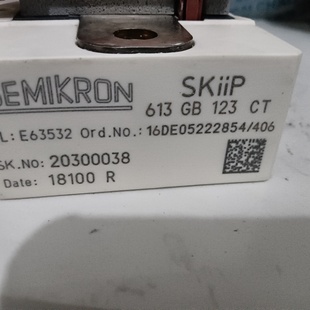 SEMIKRON
SKiiP
613 GB 123 CT
L: E63532 Ord.No.: 16DE05222854/406
SK.No: 20300038
Date: 18100 R